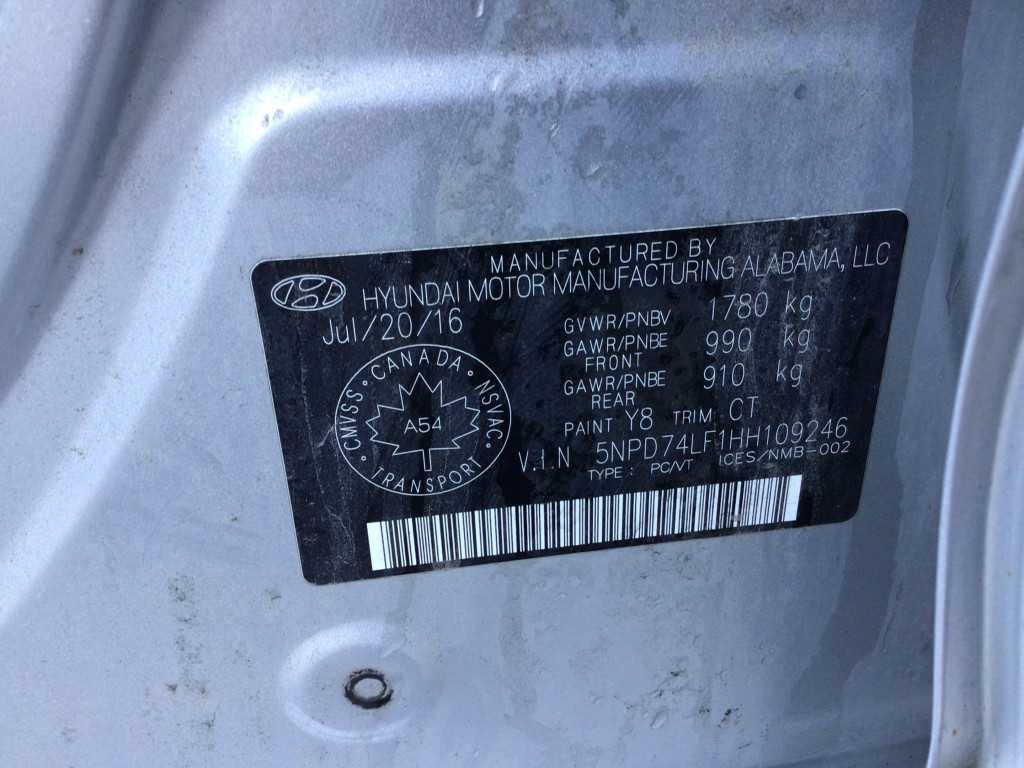 MANUFACTURED BY
HYUNDAI MOTOR MANUFACTURING ALABAMA, LLC
Jul/20/16
GVWR/PNBV 1780 kg
GAWR/PNBE 990 kg
FRONT
GAWR/PNBE 910 kg
REAR
PAINT Y8 TRIM CT
V.I.N 5NPD74LF1HH109246
TYPE: PC/VT ICES/NMB-002
CMVSS · CANADA · NSVAC
A54
TRANSPORT